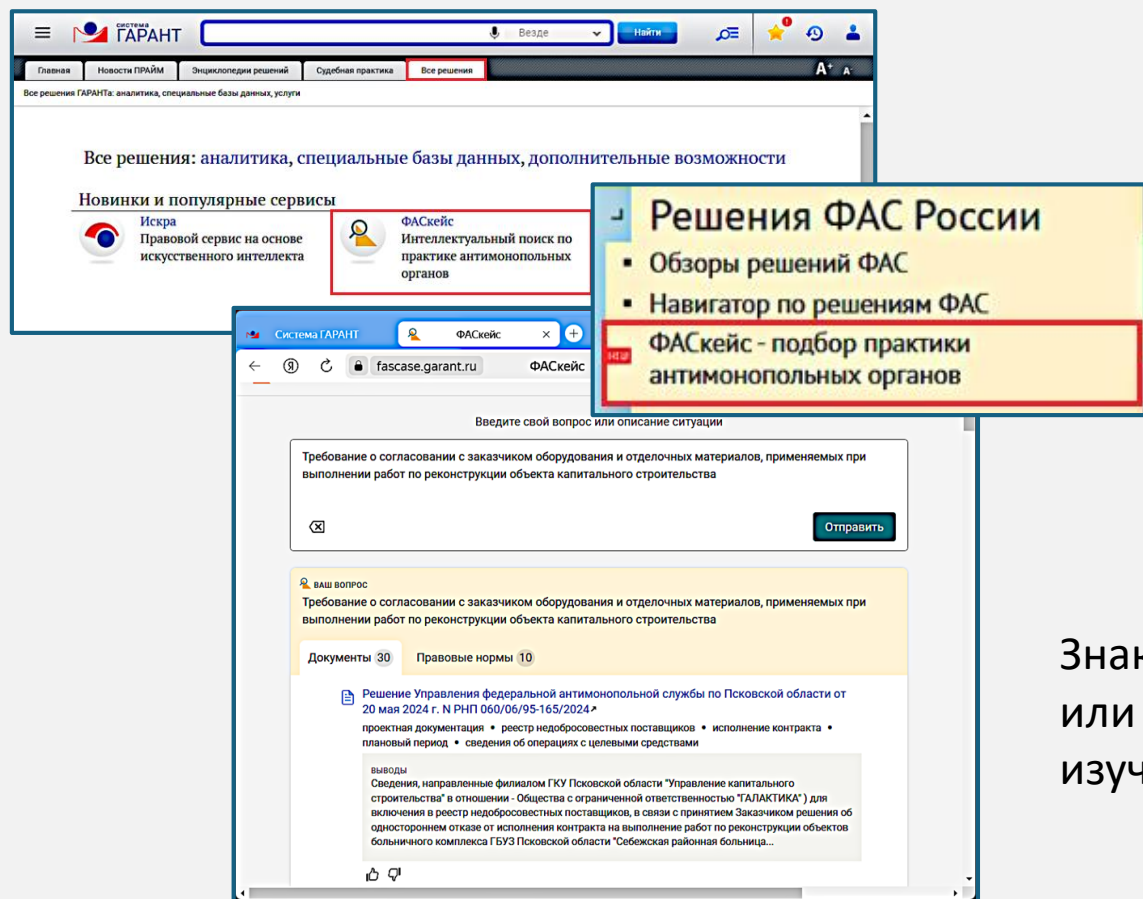 система
ГАРАНТ
Везде
Найти
Главная
Новости ПРАЙМ
Энциклопедии решений
Судебная практика
Все решения
A+ A-
Все решения ГАРАНТа: аналитика, специальные базы данных, услуги
Все решения: аналитика, специальные базы данных, дополнительные возможности
Новинки и популярные сервисы
Искра
Правовой сервис на основе
искусственного интеллекта
ФАСкейс
Интеллектуальный поиск по
практике антимонопольных
органов
Решения ФАС России
▪ Обзоры решений ФАС
▪ Навигатор по решениям ФАС
ФАСкейс - подбор практики
антимонопольных органов
Система ГАРАНТ
ФАСкейс
fascase.garant.ru
ФАСкейс
Введите свой вопрос или описание ситуации
Требование о согласовании с заказчиком оборудования и отделочных материалов, применяемых при
выполнении работ по реконструкции объекта капитального строительства
Отправить
ВАШ ВОПРОС
Требование о согласовании с заказчиком оборудования и отделочных материалов, применяемых при
выполнении работ по реконструкции объекта капитального строительства
Документы 30
Правовые нормы 10
Решение Управления федеральной антимонопольной службы по Псковской области от
20 мая 2024 г. N РНП 060/06/95-165/2024
проектная документация • реестр недобросовестных поставщиков • исполнение контракта •
плановый период • сведения об операциях с целевыми средствами
ВЫВОДЫ
Сведения, направленные филиалом ГКУ Псковской области "Управление капитального
строительства" в отношении - Общества с ограниченной ответственностью "ГАЛАКТИКА" ) для
включения в реестр недобросовестных поставщиков, в связи с принятием Заказчиком решения об
одностороннем отказе от исполнения контракта на выполнение работ по реконструкции объектов
больничного комплекса ГБУЗ Псковской области "Себежская районная больница...
или